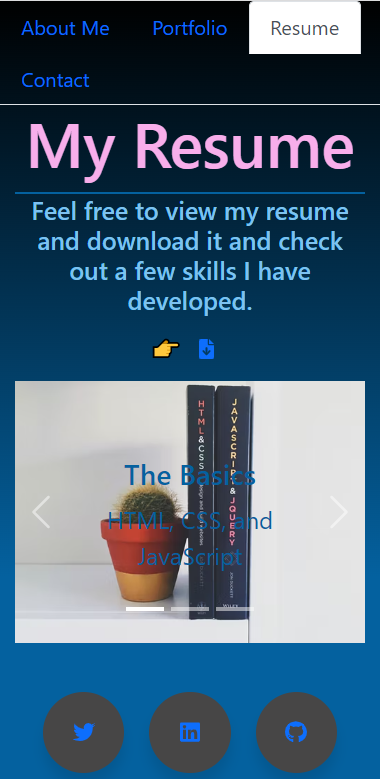 About Me
Portfolio
Resume
Contact
My Resume
Feel free to view my resume
and download it and check
out a few skills I have
developed.
HTML&CSS
JAVASCRIPT & JQUERY
The Basics
HTML, CSS, and
JavaScript
WILEY